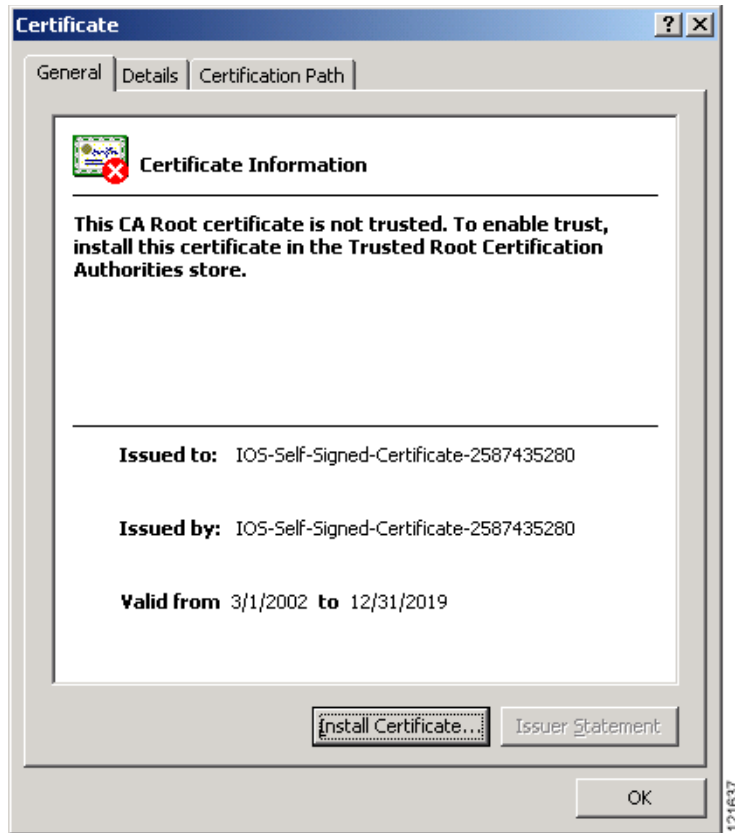 Certificate
General Details Certification Path
Certificate Information
This CA Root certificate is not trusted. To enable trust,
install this certificate in the Trusted Root Certification
Authorities store.
Issued to: IOS-Self-Signed-Certificate-2587435280
Issued by: IOS-Self-Signed-Certificate-2587435280
Valid from 3/1/2002 to 12/31/2019
Install Certificate... Issuer Statement
OK
121637